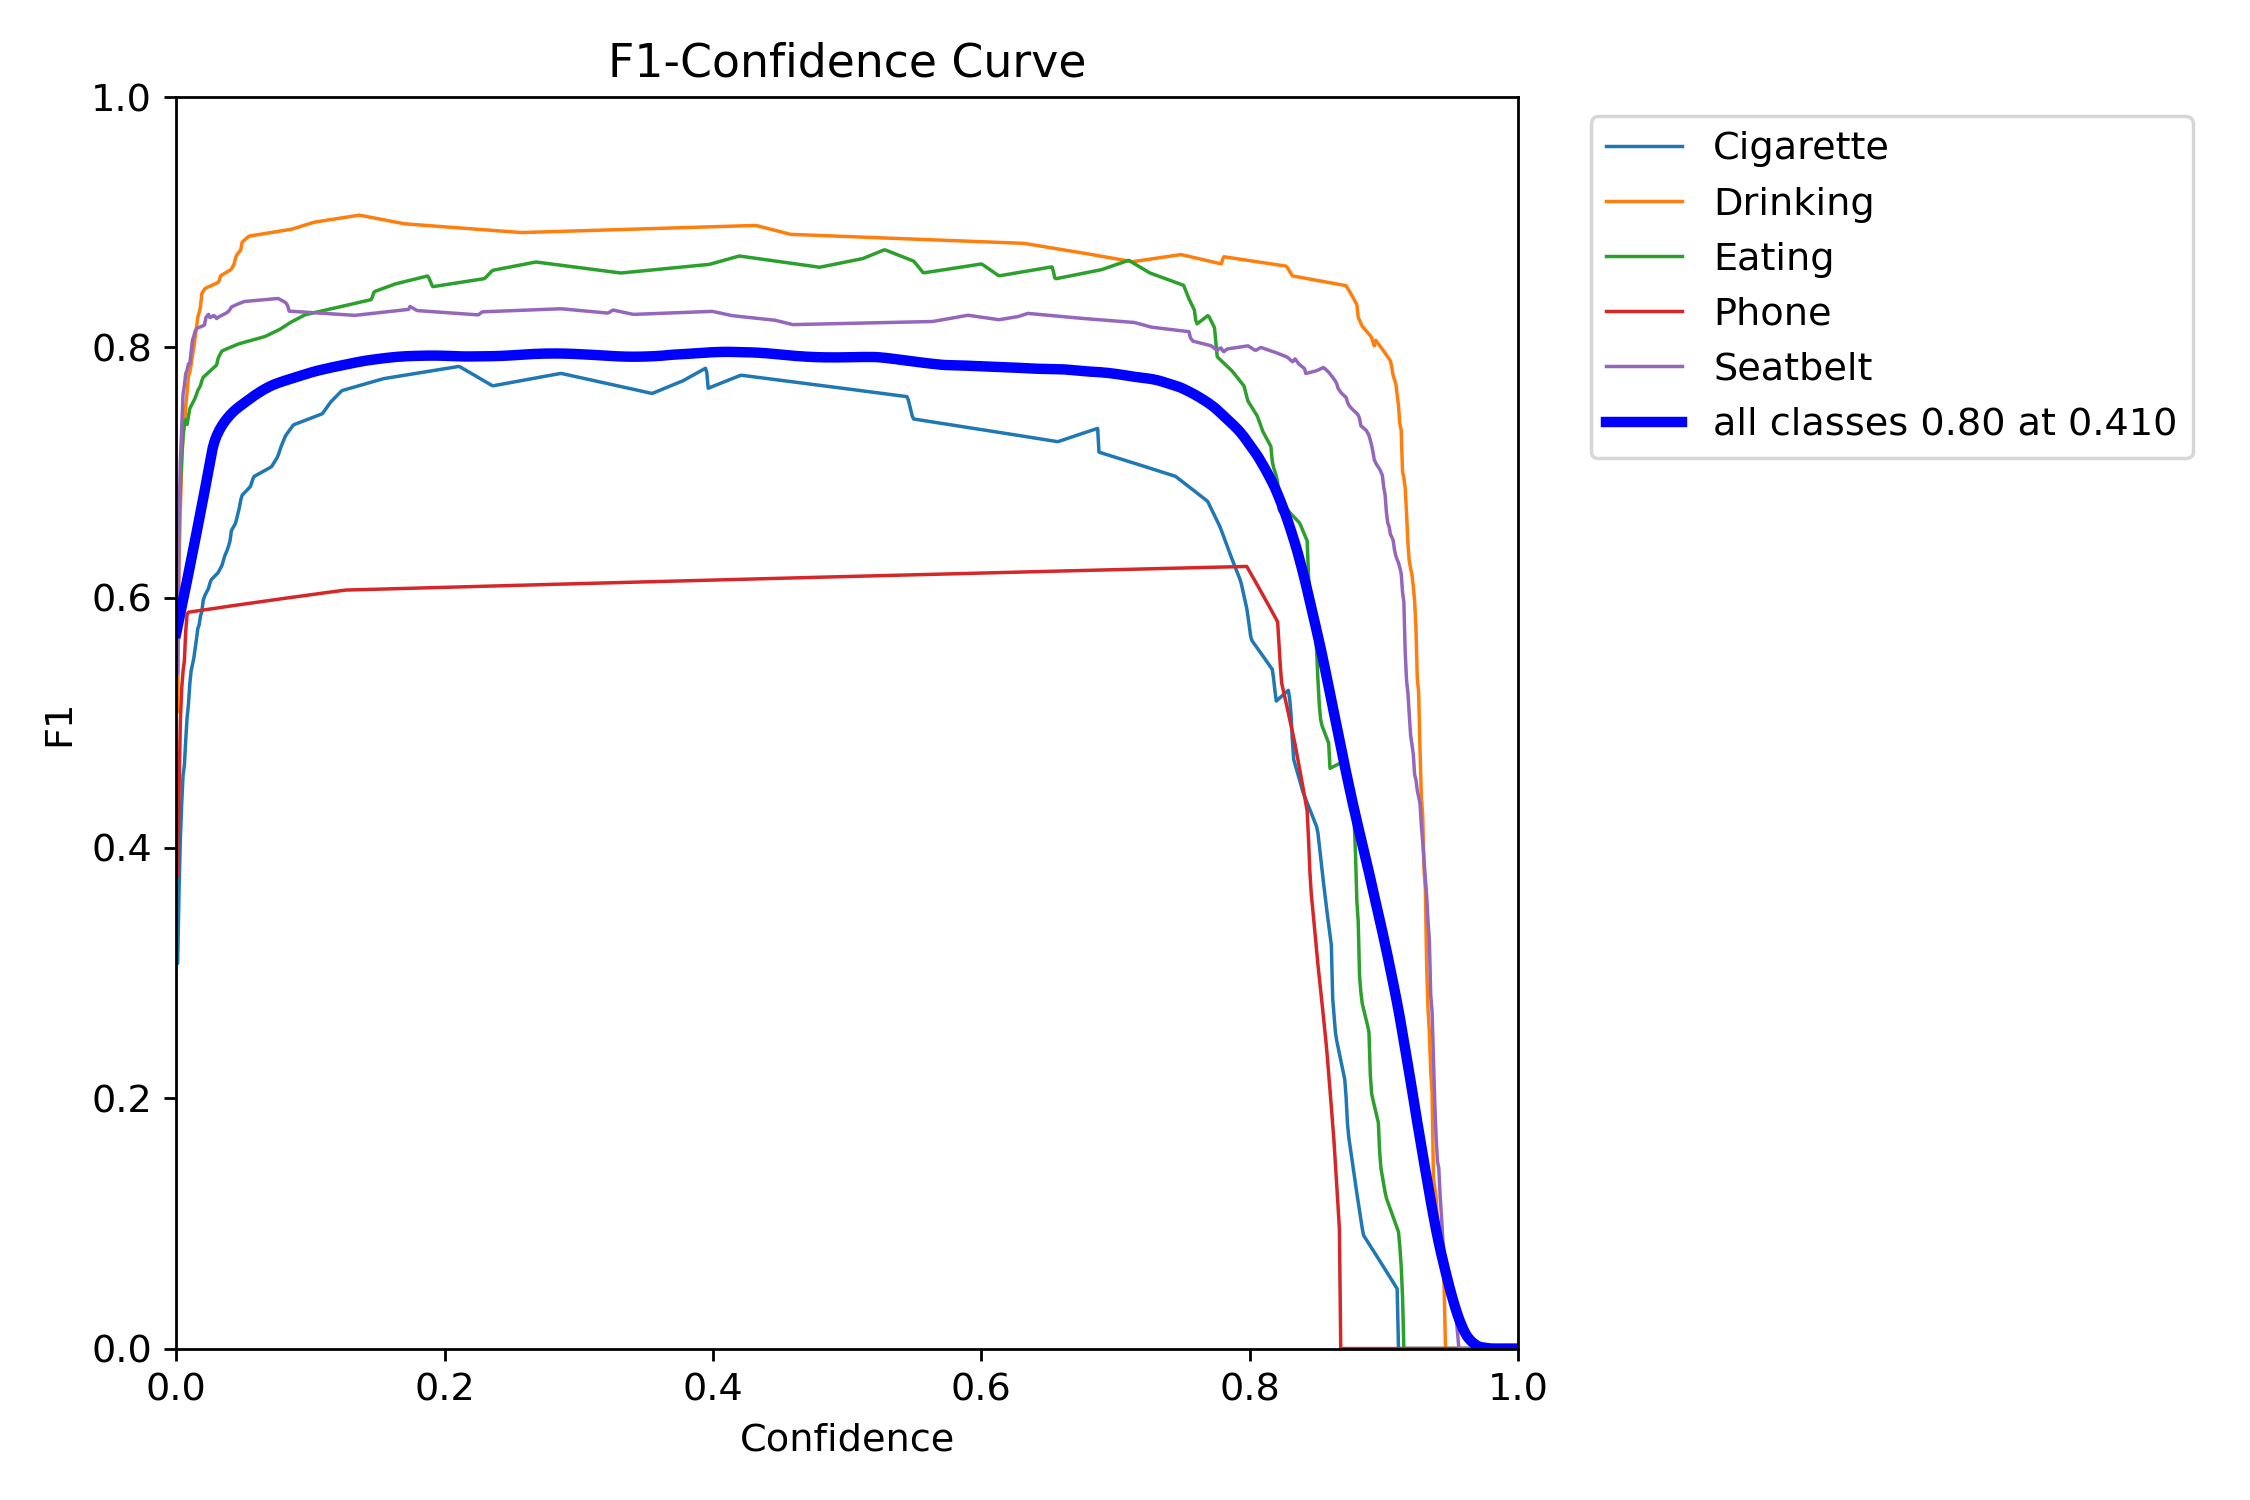 F1-Confidence Curve
1.0
0.8
0.6
0.4
0.2
0.0
F1
0.0 0.2 0.4 0.6 0.8 1.0
Confidence
Cigarette
Drinking
Eating
Phone
Seatbelt
all classes 0.80 at 0.410